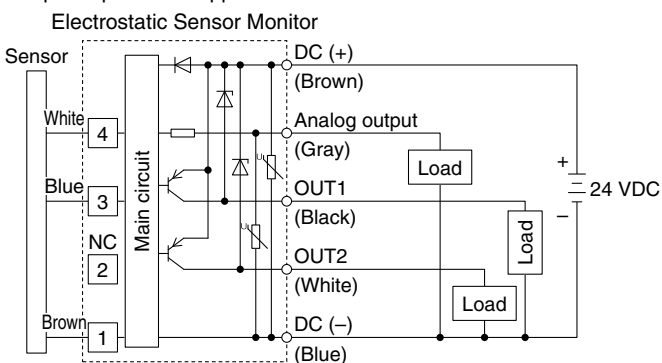 Electrostatic Sensor Monitor
Sensor
DC (+)
(Brown)
White
4
Analog output
(Gray)
Load
Main circuit
Blue
3
OUT1
(Black)
+
24 VDC
–
Load
NC
2
OUT2
(White)
Load
Brown
1
DC (–)
(Blue)
U
U